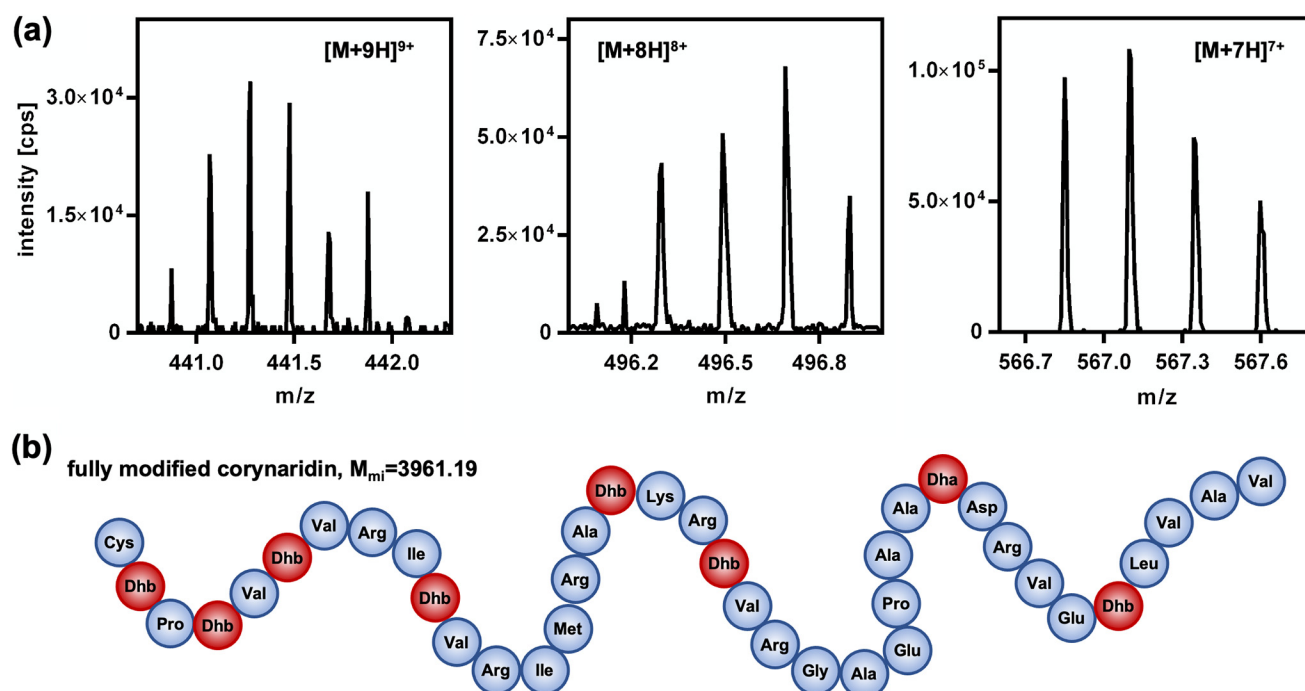 (a)
[M+9H]9+
[M+8H]8+
[M+7H]7+
intensity [cps]
3.0×10⁴
1.5×10⁴
0
441.0 441.5 442.0
m/z
7.5×10⁴
5.0×10⁴
2.5×10⁴
0
496.2 496.5 496.8
m/z
1.0×10⁵
5.0×10⁴
0
566.7 567.0 567.3 567.6
m/z
(b)
fully modified corynaridin, Mmi=3961.19
Cys
Dhb
Pro
Dhb
Val
Dhb
Val
Arg
Ile
Dhb
Val
Arg
Ile
Met
Arg
Ala
Dhb
Lys
Arg
Dhb
Val
Arg
Gly
Ala
Glu
Pro
Ala
Ala
Dha
Asp
Arg
Val
Glu
Dhb
Leu
Val
Ala
Val